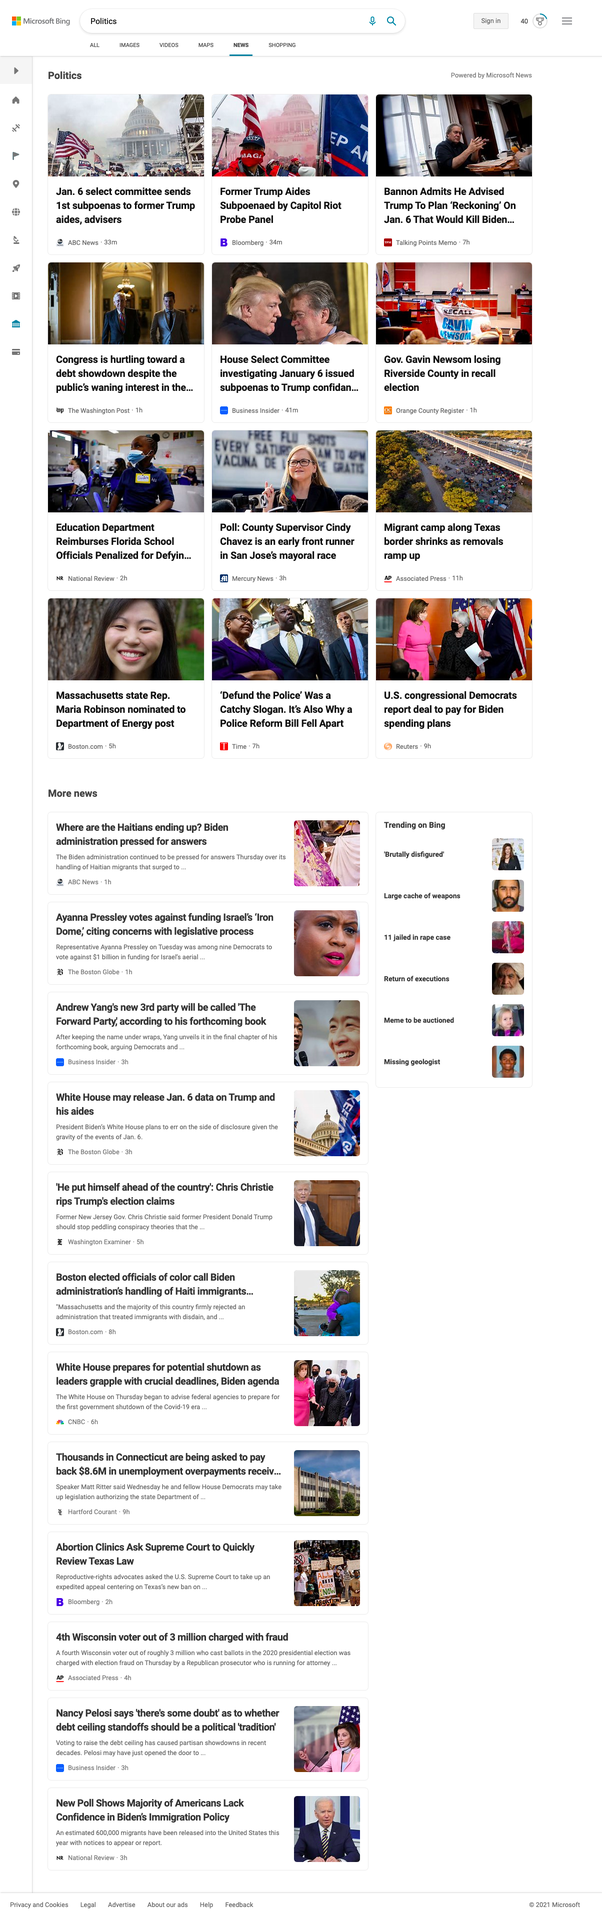 Microsoft Bing
Politics
Sign in
40
ALL
IMAGES
VIDEOS
MAPS
NEWS
SHOPPING
Politics
Powered by Microsoft News
Jan. 6 select committee sends
1st subpoenas to former Trump
aides, advisers
ABC News · 33m
Former Trump Aides
Subpoenaed by Capitol Riot
Probe Panel
Bloomberg · 34m
Bannon Admits He Advised
Trump To Plan ‘Reckoning’ On
Jan. 6 That Would Kill Biden...
Talking Points Memo · 7h
Congress is hurtling toward a
debt showdown despite the
public’s waning interest in the...
The Washington Post · 1h
House Select Committee
investigating January 6 issued
subpoenas to Trump confidan...
Business Insider · 41m
RECALL
GAVIN
NEWSOM
Gov. Gavin Newsom losing
Riverside County in recall
election
Orange County Register · 1h
Education Department
Reimburses Florida School
Officials Penalized for Defyin...
National Review · 2h
FREE FLU SHOTS
EVERY SATURDAY
AM TO 4PM
VACUNA DE
GRATIS
Poll: County Supervisor Cindy
Chavez is an early front runner
in San Jose’s mayoral race
Mercury News · 3h
Migrant camp along Texas
border shrinks as removals
ramp up
Associated Press · 11h
Massachusetts state Rep.
Maria Robinson nominated to
Department of Energy post
Boston.com · 5h
‘Defund the Police’ Was a
Catchy Slogan. It’s Also Why a
Police Reform Bill Fell Apart
Time · 7h
U.S. congressional Democrats
report deal to pay for Biden
spending plans
Reuters · 9h
More news
Where are the Haitians ending up? Biden
administration pressed for answers
The Biden administration continued to be pressed for answers Thursday over its
handling of Haitian migrants that surged to ...
ABC News · 1h
Ayanna Pressley votes against funding Israel’s ‘Iron
Dome,’ citing concerns with legislative process
Representative Ayanna Pressley on Tuesday was among nine Democrats to
vote against $1 billion in funding for Israel’s aerial ...
The Boston Globe · 1h
Andrew Yang's new 3rd party will be called 'The
Forward Party,' according to his forthcoming book
After keeping the name under wraps, Yang unveils it in the final chapter of his
forthcoming book, arguing Democrats and ...
Business Insider · 3h
White House may release Jan. 6 data on Trump and
his aides
President Biden’s White House plans to err on the side of disclosure given the
gravity of the events of Jan. 6.
The Boston Globe · 3h
'He put himself ahead of the country': Chris Christie
rips Trump's election claims
Former New Jersey Gov. Chris Christie said former President Donald Trump
should stop peddling conspiracy theories that the ...
Washington Examiner · 5h
Boston elected officials of color call Biden
administration’s handling of Haiti immigrants...
"Massachusetts and the majority of this country firmly rejected an
administration that treated immigrants with disdain, and ...
Boston.com · 8h
White House prepares for potential shutdown as
leaders grapple with crucial deadlines, Biden agenda
The White House on Thursday began to advise federal agencies to prepare for
the first government shutdown of the Covid-19 era ...
CNBC · 6h
Thousands in Connecticut are being asked to pay
back $8.6M in unemployment overpayments receiv...
Speaker Matt Ritter said Wednesday he and fellow House Democrats may take
up legislation authorizing the state Department of ...
Hartford Courant · 9h
Abortion Clinics Ask Supreme Court to Quickly
Review Texas Law
Reproductive-rights advocates asked the U.S. Supreme Court to take up an
expedited appeal centering on Texas’s new ban on ...
Bloomberg · 2h
4th Wisconsin voter out of 3 million charged with fraud
A fourth Wisconsin voter out of roughly 3 million who cast ballots in the 2020 presidential election was
charged with election fraud on Thursday by a Republican prosecutor who is running for attorney ...
Associated Press · 4h
Nancy Pelosi says 'there's some doubt' as to whether
debt ceiling standoffs should be a political 'tradition'
Voting to raise the debt ceiling has caused partisan showdowns in recent
decades. Pelosi may have just opened the door to ...
Business Insider · 3h
New Poll Shows Majority of Americans Lack
Confidence in Biden’s Immigration Policy
An estimated 600,000 migrants have been released into the United States this
year with notices to appear or report.
National Review · 3h
Trending on Bing
'Brutally disfigured'
Large cache of weapons
11 jailed in rape case
Return of executions
Meme to be auctioned
Missing geologist
Privacy and Cookies
Legal
Advertise
About our ads
Help
Feedback
© 2021 Microsoft